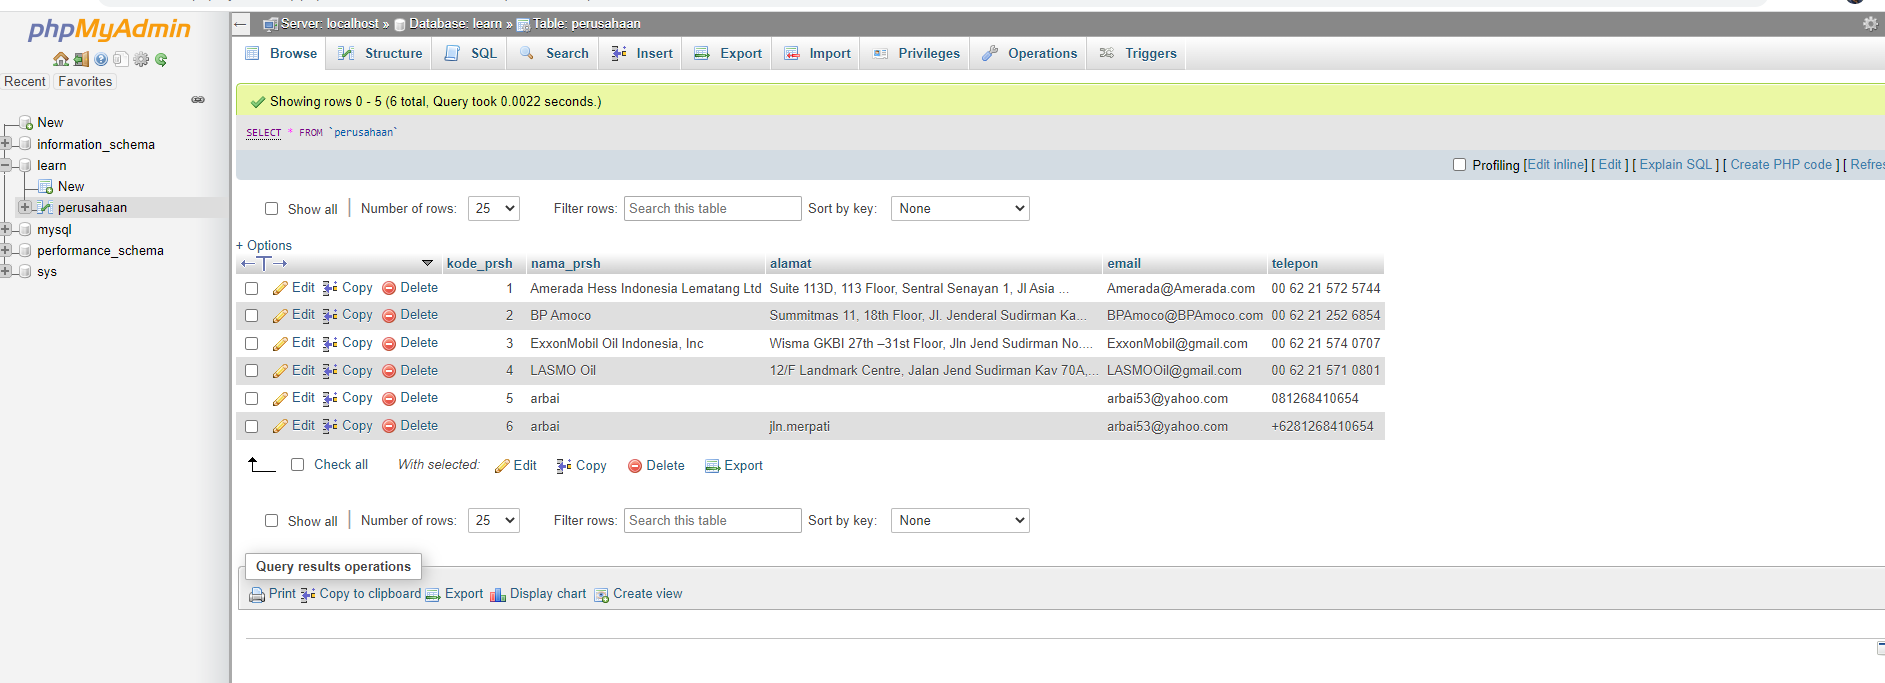 phpMyAdmin
Recent Favorites
New
information_schema
learn
New
perusahaan
mysql
performance_schema
sys
Server: localhost » Database: learn » Table: perusahaan
Browse Structure SQL Search Insert Export Import Privileges Operations Triggers
Showing rows 0 - 5 (6 total, Query took 0.0022 seconds.)
SELECT * FROM `perusahaan`
Profiling [Edit inline] [ Edit ] [ Explain SQL ] [ Create PHP code ] [ Refres
Show all Number of rows: 25 Filter rows: Search this table Sort by key: None
+ Options
←T→ kode_prsh nama_prsh alamat email telepon
Edit Copy Delete 1 Amerada Hess Indonesia Lematang Ltd Suite 113D, 113 Floor, Sentral Senayan 1, Jl Asia ... Amerada@Amerada.com 00 62 21 572 5744
Edit Copy Delete 2 BP Amoco Summitmas 11, 18th Floor, Jl. Jenderal Sudirman Ka... BPAmoco@BPAmoco.com 00 62 21 252 6854
Edit Copy Delete 3 ExxonMobil Oil Indonesia, Inc Wisma GKBI 27th –31st Floor, Jln Jend Sudirman No.... ExxonMobil@gmail.com 00 62 21 574 0707
Edit Copy Delete 4 LASMO Oil 12/F Landmark Centre, Jalan Jend Sudirman Kav 70A,... LASMOOil@gmail.com 00 62 21 571 0801
Edit Copy Delete 5 arbai arbai53@yahoo.com 081268410654
Edit Copy Delete 6 arbai jln.merpati arbai53@yahoo.com +6281268410654
Check all With selected: Edit Copy Delete Export
Show all Number of rows: 25 Filter rows: Search this table Sort by key: None
Query results operations
Print Copy to clipboard Export Display chart Create view